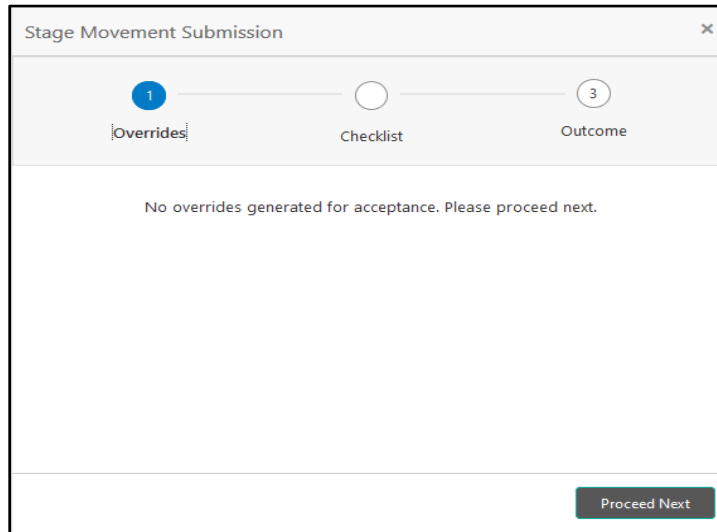 Stage Movement Submission
×
1
3
Overrides
Checklist
Outcome
No overrides generated for acceptance. Please proceed next.
Proceed Next